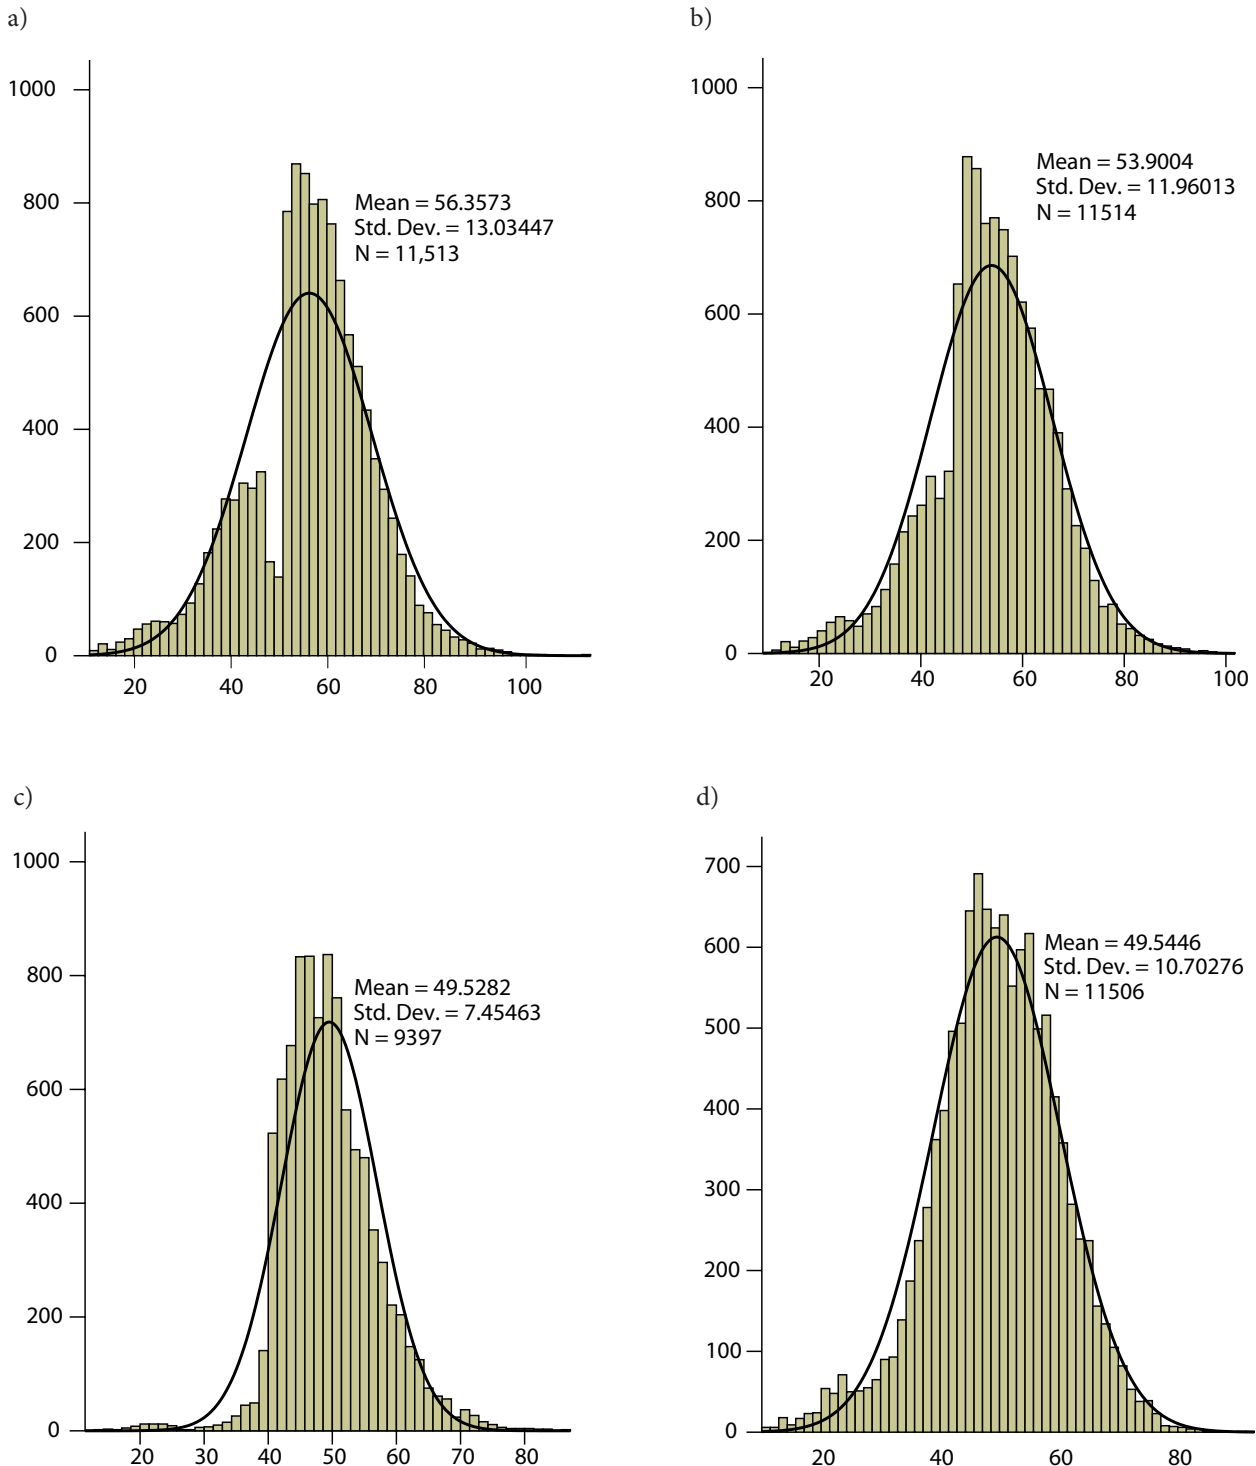 a)
1000
800
600
400
200
0
20 40 60 80 100
Mean = 56.3573
Std. Dev. = 13.03447
N = 11,513
b)
1000
800
600
400
200
0
20 40 60 80 100
Mean = 53.9004
Std. Dev. = 11.96013
N = 11514
c)
1000
800
600
400
200
0
20 30 40 50 60 70 80
Mean = 49.5282
Std. Dev. = 7.45463
N = 9397
d)
700
600
500
400
300
200
100
0
20 40 60 80
Mean = 49.5446
Std. Dev. = 10.70276
N = 11506